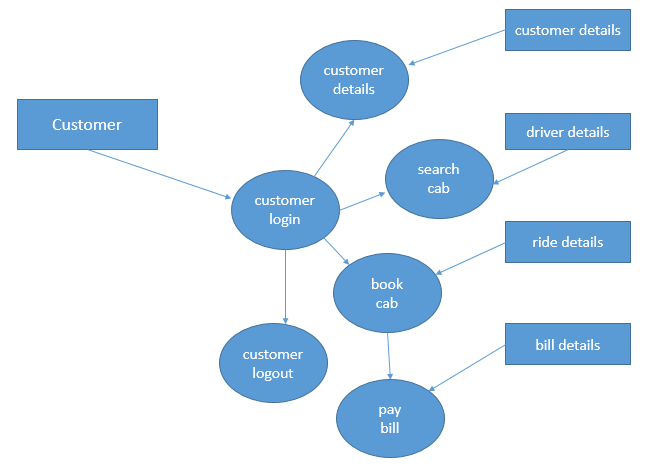 customer details
customer
details
Customer
driver details
search
cab
customer
login
ride details
book
cab
bill details
customer
logout
pay
bill